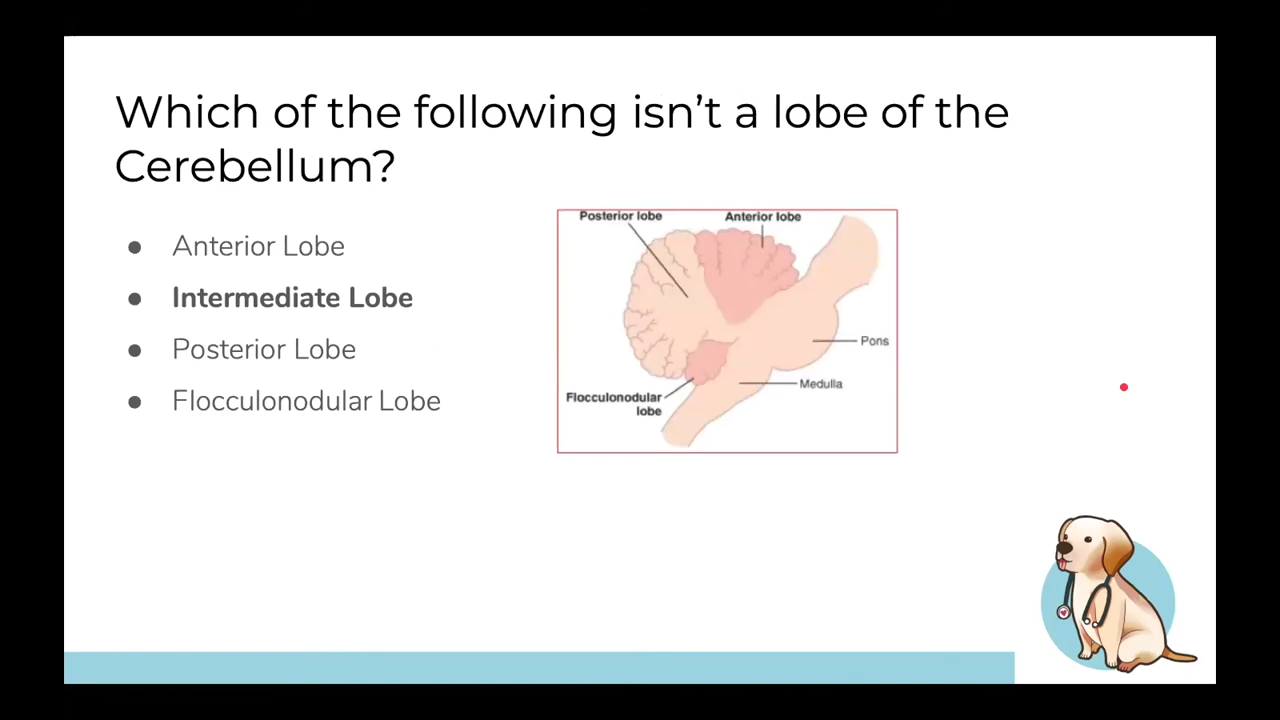 Which of the following isn't a lobe of the
Cerebellum?
● Anterior Lobe
● Intermediate Lobe
● Posterior Lobe
● Flocculonodular Lobe
Posterior lobe
Anterior lobe
Pons
Medulla
Flocculonodular
lobe